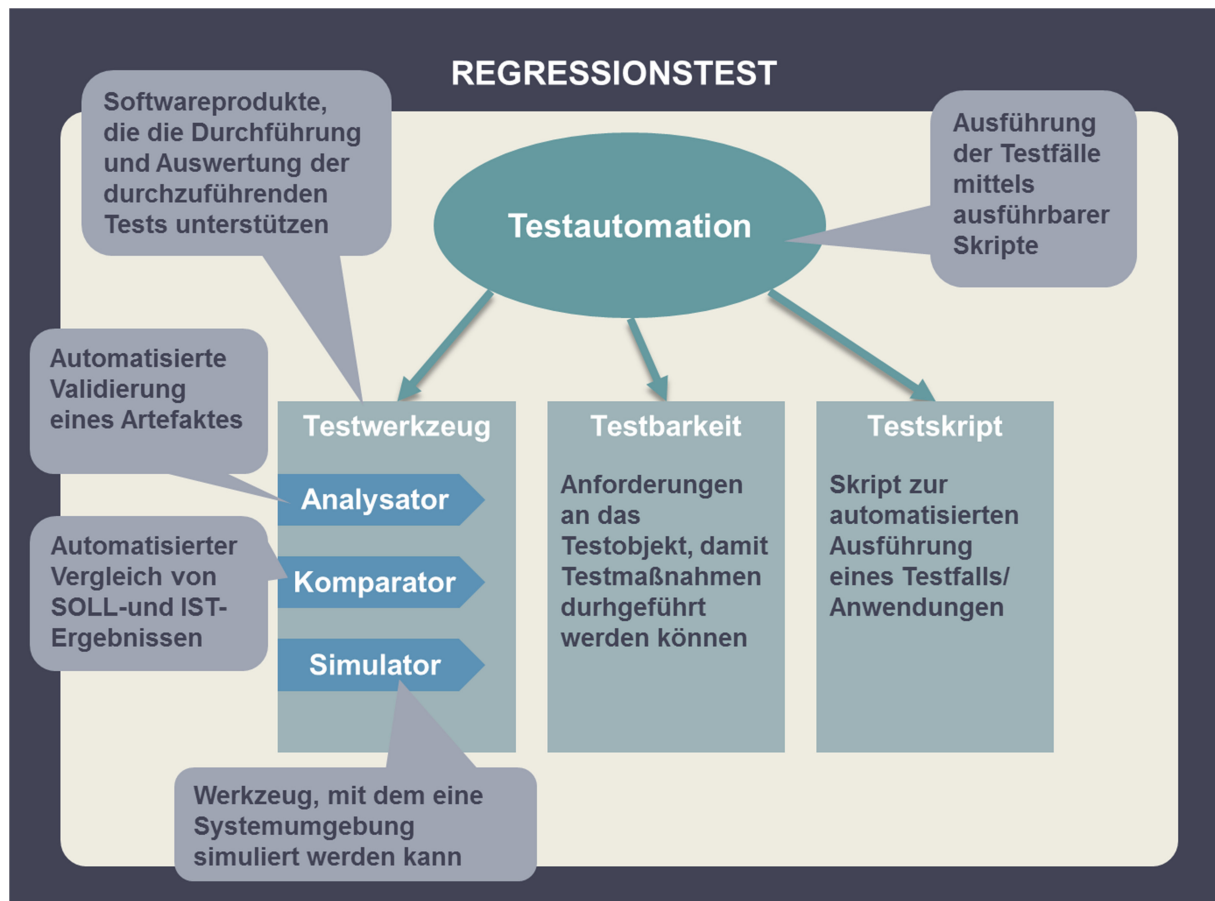 REGRESSIONSTEST
Softwareprodukte,
die die Durchführung
und Auswertung der
durchzuführenden
Tests unterstützen
Testautomation
Ausführung
der Testfälle
mittels
ausführbarer
Skripte
Automatisierte
Validierung
eines Artefaktes
Automatisierter
Vergleich von
SOLL-und IST-
Ergebnissen
Testwerkzeug
Analysator
Komparator
Simulator
Werkzeug, mit dem eine
Systemumgebung
simuliert werden kann
Testbarkeit
Anforderungen
an das
Testobjekt, damit
Testmaßnahmen
durhgeführt
werden können
Testskript
Skript zur
automatisierten
Ausführung
eines Testfalls/
Anwendungen